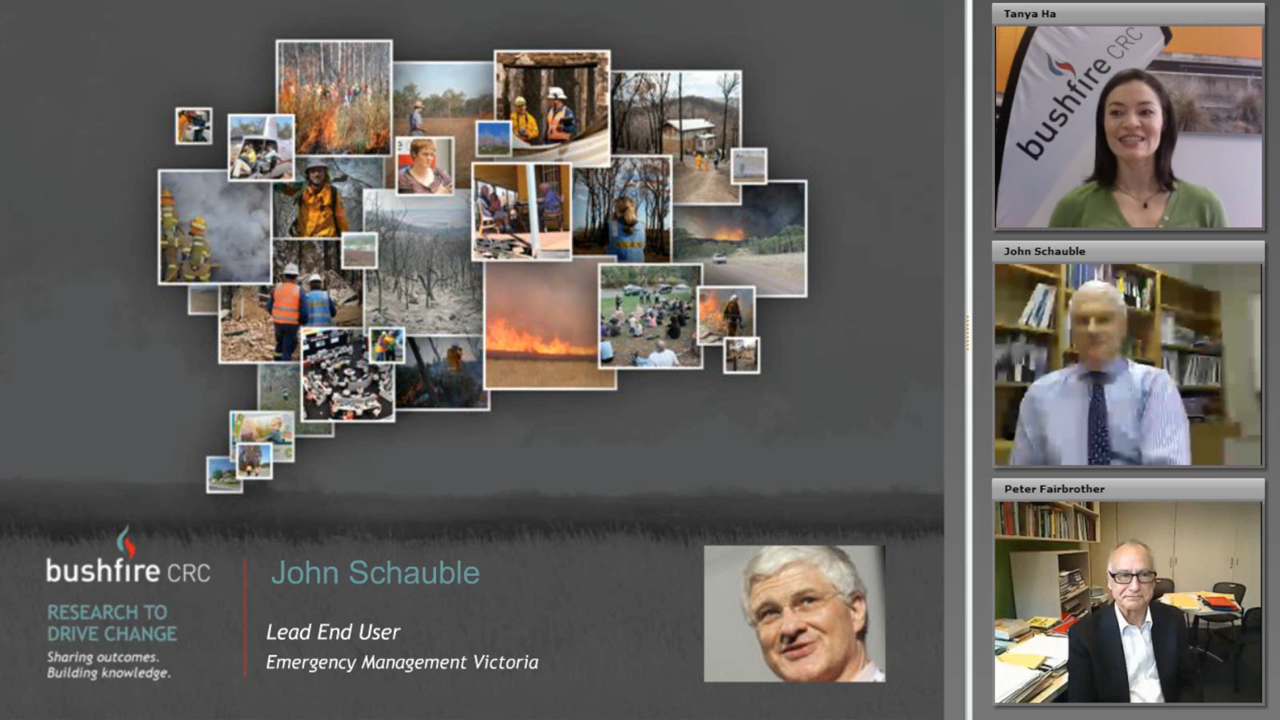 bushfire CRC
RESEARCH TO
DRIVE CHANGE
Sharing outcomes.
Building knowledge.
John Schauble
Lead End User
Emergency Management Victoria
Tanya Ha
bushfire CRC
John Schauble
Peter Fairbrother